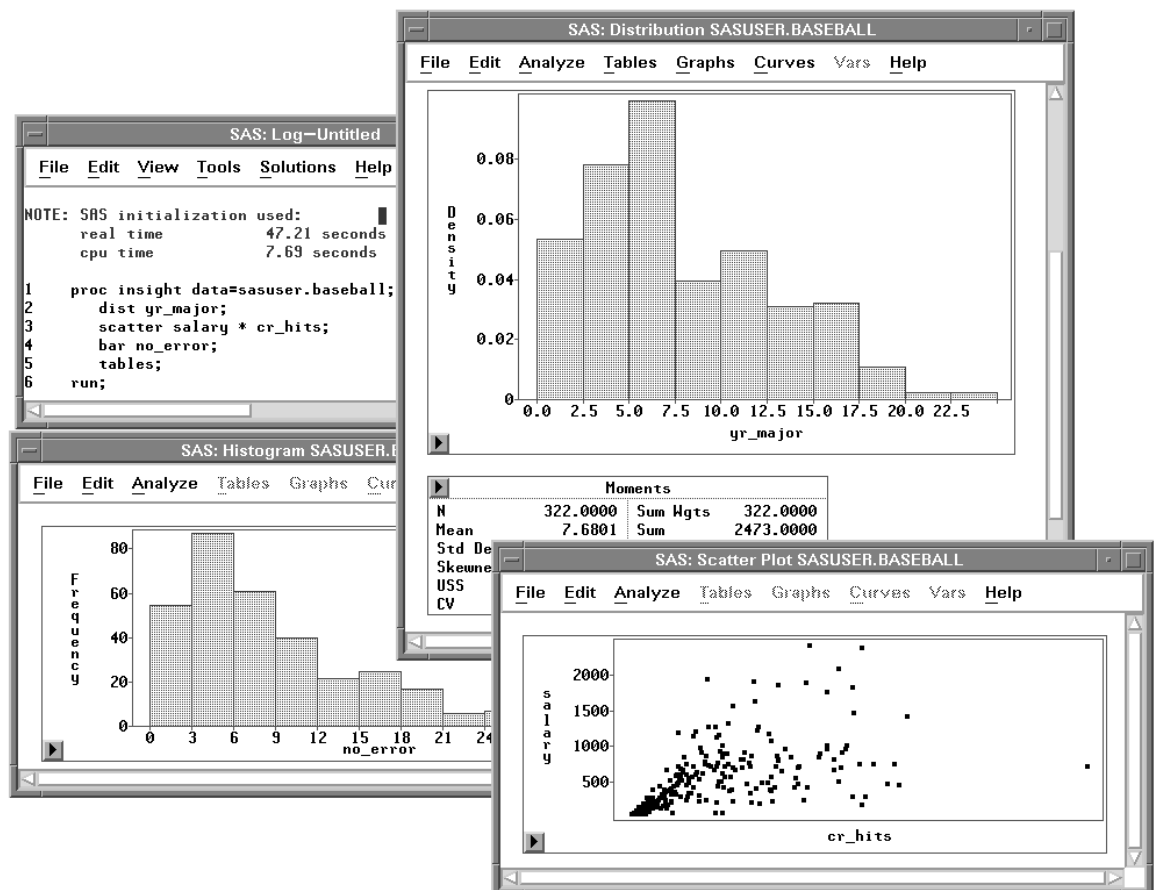 SAS: Distribution SASUSER.BASEBALL
File Edit Analyze Tables Graphs Curves Vars Help
0.08
0.06
0.04
0.02
0
Density
0.0 2.5 5.0 7.5 10.0 12.5 15.0 17.5 20.0 22.5
yr_major
Moments
N 322.0000 Sum Wgts 322.0000
Mean 7.6801 Sum 2473.0000
Std De
Skewne
USS
CV
SAS: Log-Untitled
File Edit View Tools Solutions Help
NOTE: SAS initialization used:
real time 47.21 seconds
cpu time 7.69 seconds
1 proc insight data=sasuser.baseball;
2 dist yr_major;
3 scatter salary * cr_hits;
4 bar no_error;
5 tables;
6 run;
SAS: Histogram SASUSER.B
File Edit Analyze Tables Graphs Cur
80
60
40
20
0
Frequency
0 3 6 9 12 15 18 21 24
no_error
SAS: Scatter Plot SASUSER.BASEBALL
File Edit Analyze Tables Graphs Curves Vars Help
2000
1500
1000
500
salary
cr_hits